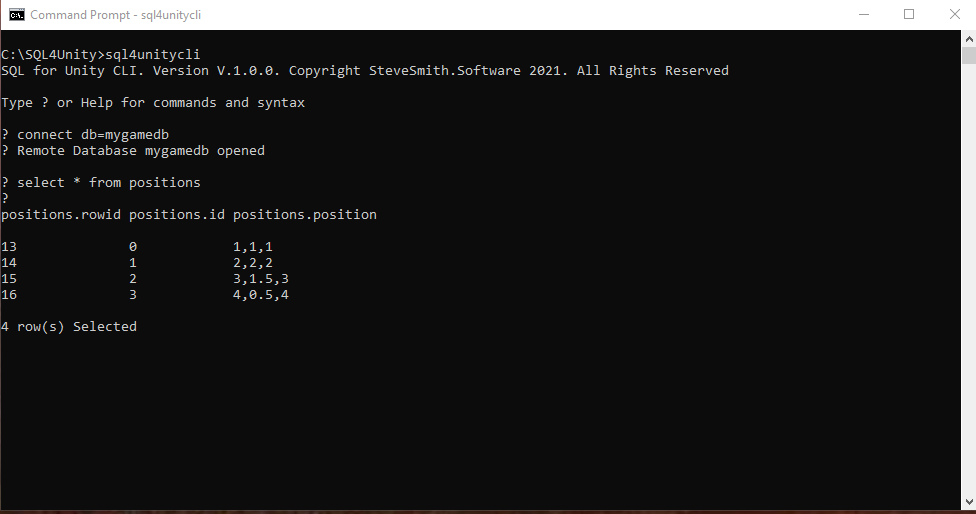 Command Prompt - sql4unitycli
C:\SQL4Unity>sql4unitycli
SQL for Unity CLI. Version V.1.0.0. Copyright SteveSmith.Software 2021. All Rights Reserved
Type ? or Help for commands and syntax
? connect db=mygamedb
? Remote Database mygamedb opened
? select * from positions
?
positions.rowid positions.id positions.position
13 0 1,1,1
14 1 2,2,2
15 2 3,1.5,3
16 3 4,0.5,4
4 row(s) Selected